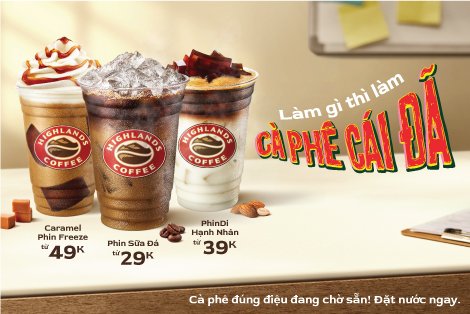 Làm gì thì làm
CÀ PHÊ CÁI ĐÃ
HIGHLANDS
COFFEE
HIGHLANDS
COFFEE
HIGHLANDS
COFFEE
Caramel
Phin Freeze
từ 49K
Phin Sữa Đá
từ 29K
PhinDi
Hạnh Nhân
từ 39K
Cà phê đúng điệu đang chờ sẵn! Đặt nước ngay.